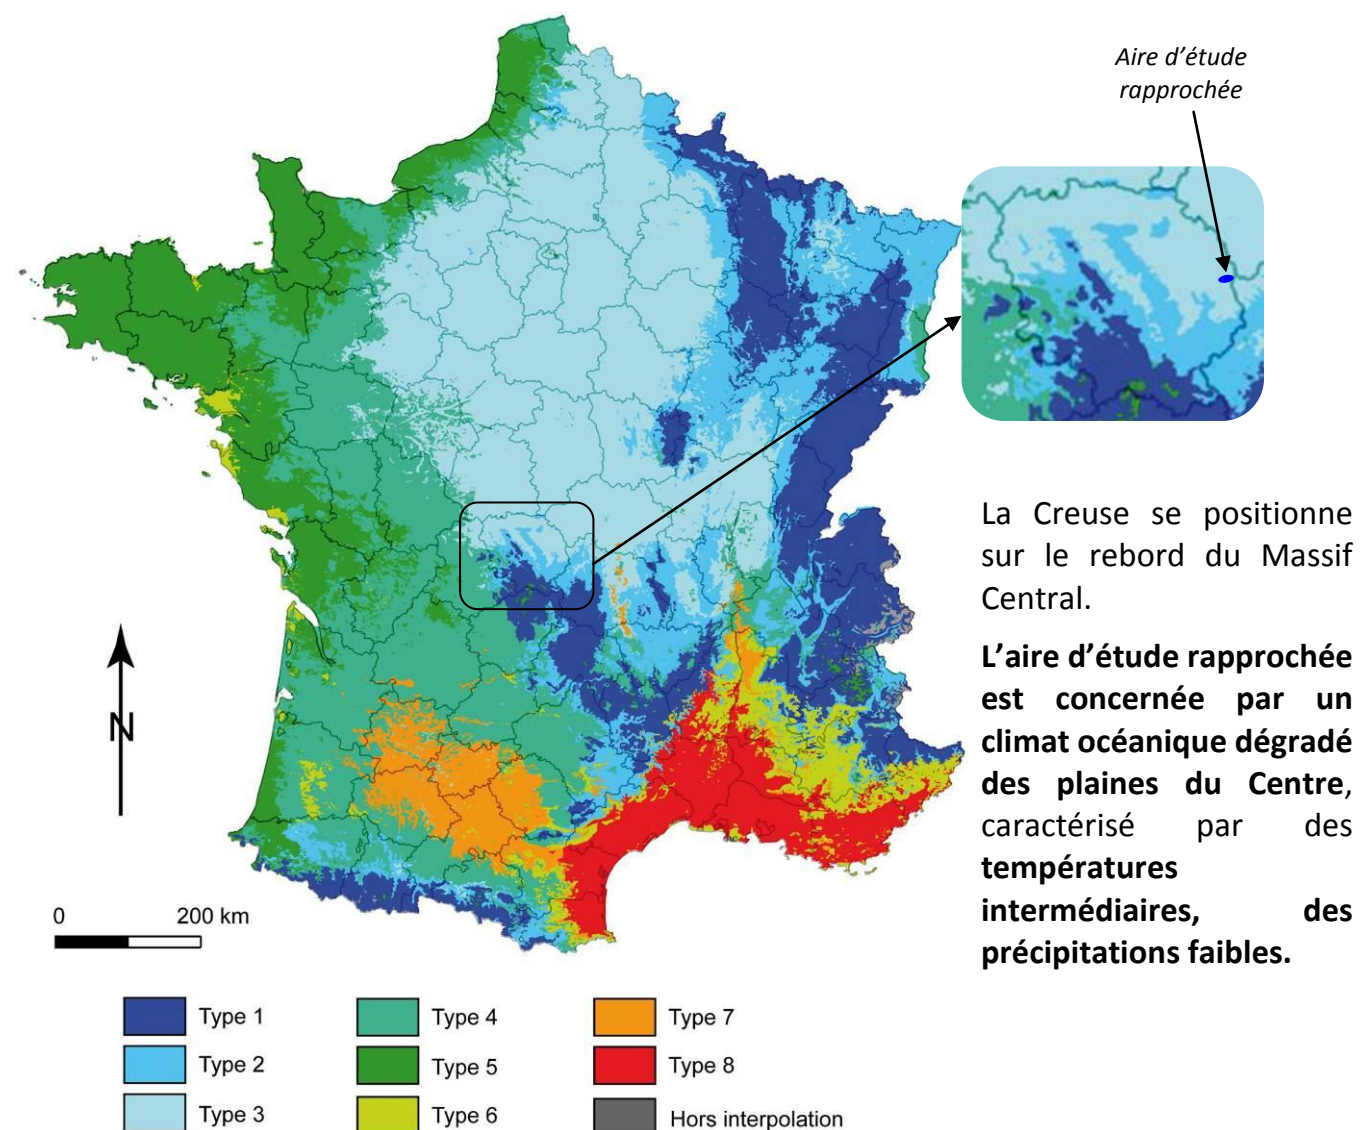 Aire d’étude
rapprochée
La Creuse se positionne
sur le rebord du Massif
Central.
L’aire d’étude rapprochée
est concernée par un
climat océanique dégradé
des plaines du Centre,
caractérisé par des
températures
intermédiaires, des
précipitations faibles.
N
0 200 km
Type 1
Type 2
Type 3
Type 4
Type 5
Type 6
Type 7
Type 8
Hors interpolation